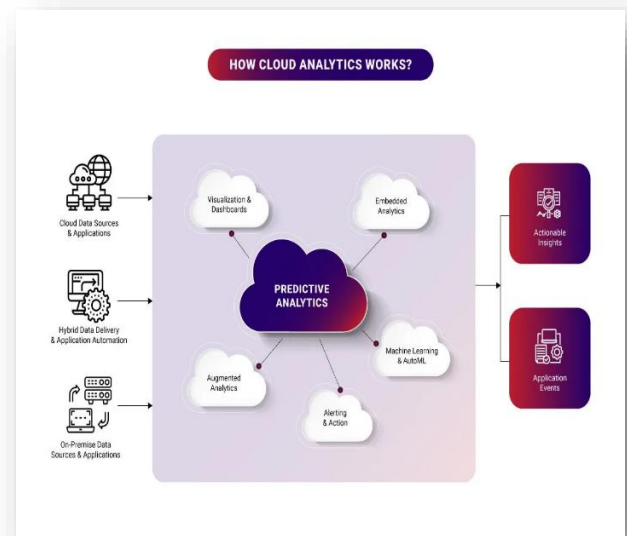 HOW CLOUD ANALYTICS WORKS?
Cloud Data Sources
& Applications
Hybrid Data Delivery
& Application Automation
On-Premise Data
Sources & Applications
Visualization &
Dashboards
Embedded
Analytics
PREDICTIVE
ANALYTICS
Machine Learning
& AutoML
Augmented
Analytics
Alerting
& Action
Actionable
Insights
Application
Events